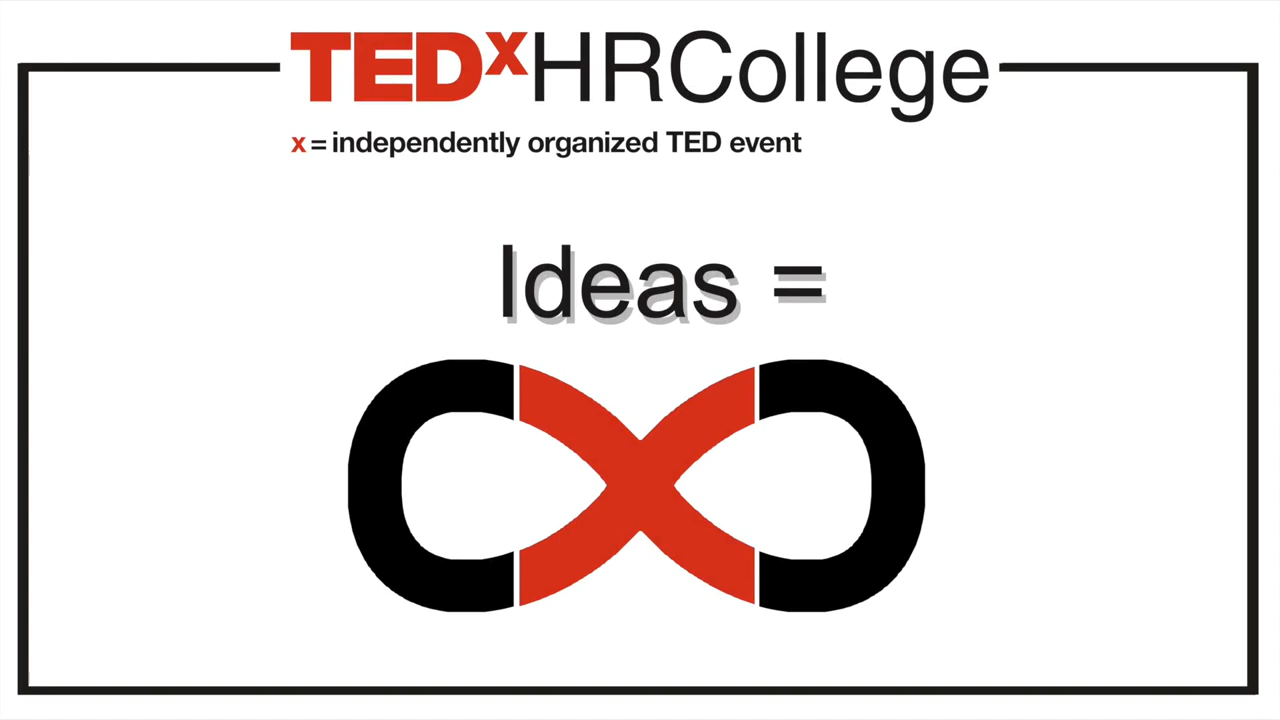 TEDxHRCollege
x = independently organized TED event
Ideas =